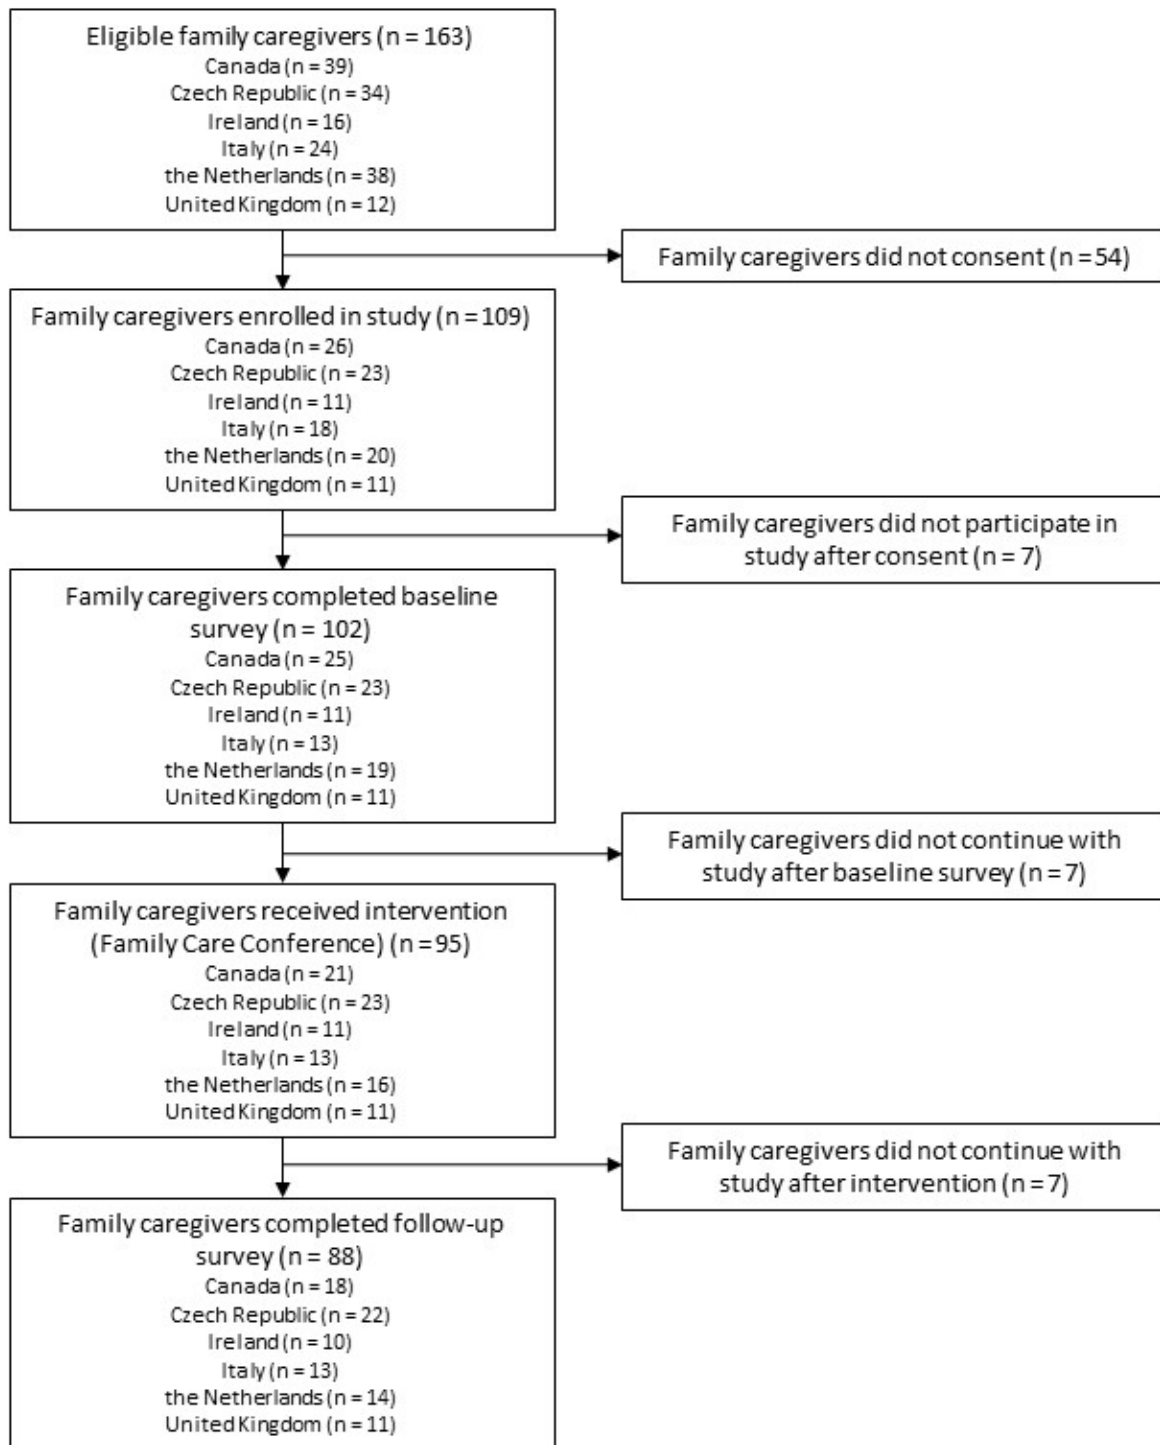 Eligible family caregivers (n = 163)
Canada (n = 39)
Czech Republic (n = 34)
Ireland (n = 16)
Italy (n = 24)
the Netherlands (n = 38)
United Kingdom (n = 12)
Family caregivers did not consent (n = 54)
Family caregivers enrolled in study (n = 109)
Canada (n = 26)
Czech Republic (n = 23)
Ireland (n = 11)
Italy (n = 18)
the Netherlands (n = 20)
United Kingdom (n = 11)
Family caregivers did not participate in
study after consent (n = 7)
Family caregivers completed baseline
survey (n = 102)
Canada (n = 25)
Czech Republic (n = 23)
Ireland (n = 11)
Italy (n = 13)
the Netherlands (n = 19)
United Kingdom (n = 11)
Family caregivers did not continue with
study after baseline survey (n = 7)
Family caregivers received intervention
(Family Care Conference) (n = 95)
Canada (n = 21)
Czech Republic (n = 23)
Ireland (n = 11)
Italy (n = 13)
the Netherlands (n = 16)
United Kingdom (n = 11)
Family caregivers did not continue with
study after intervention (n = 7)
Family caregivers completed follow-up
survey (n = 88)
Canada (n = 18)
Czech Republic (n = 22)
Ireland (n = 10)
Italy (n = 13)
the Netherlands (n = 14)
United Kingdom (n = 11)